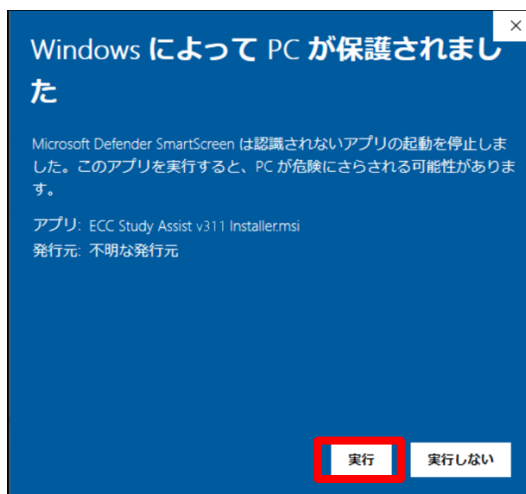 Windows によって PC が保護されまし
た
Microsoft Defender SmartScreen は認識されないアプリの起動を停止しま
した。このアプリを実行すると、PC が危険にさらされる可能性がありま
す。
アプリ: ECC Study Assist v311 Installer.msi
発行元: 不明な発行元
実行 実行しない